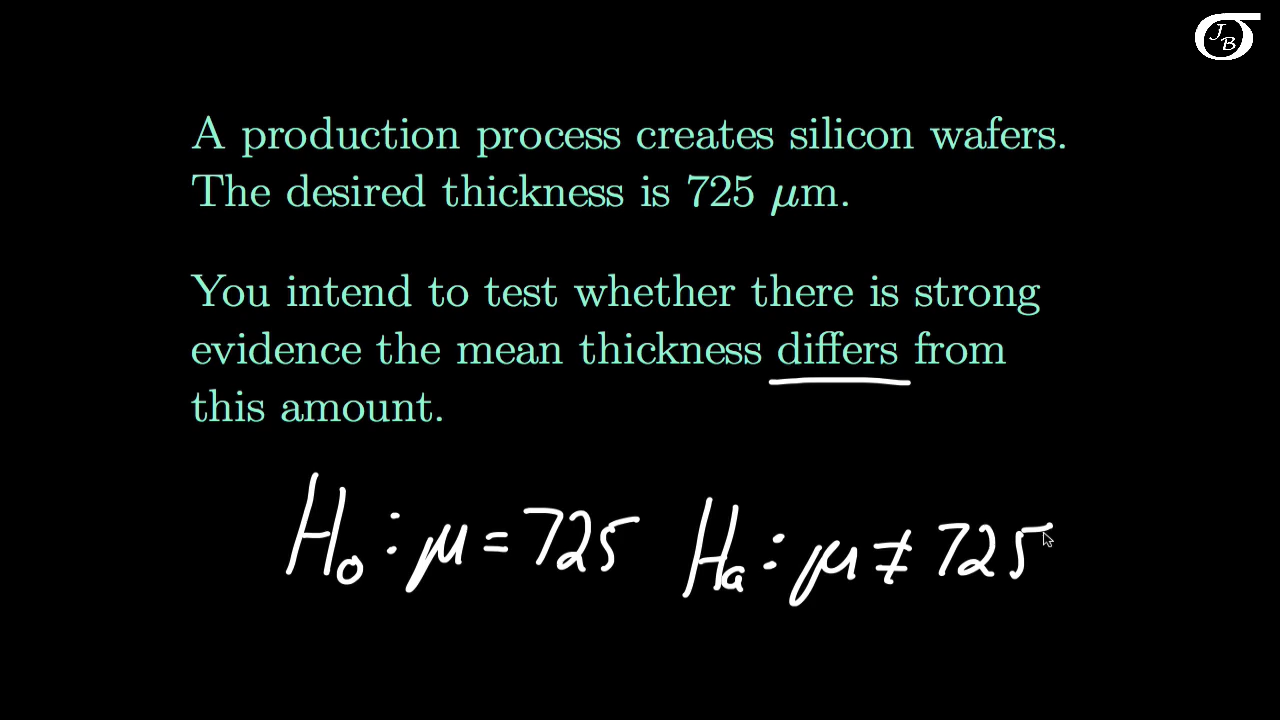 JB
A production process creates silicon wafers.
The desired thickness is 725 μm.
You intend to test whether there is strong
evidence the mean thickness differs from
this amount.
H₀ : μ = 725 Hₐ : μ ≠ 725